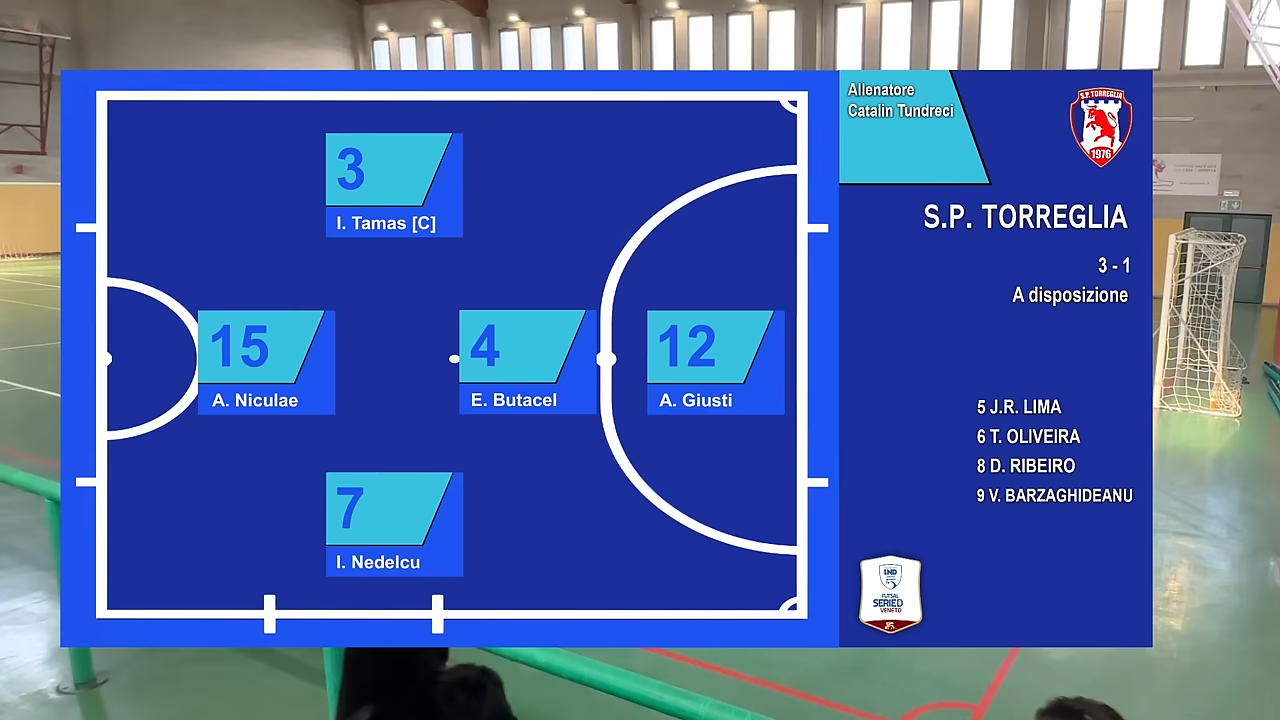 3
I. Tamas [C]
15
A. Niculae
4
E. Butacel
12
A. Giusti
7
I. Nedelcu
Allenatore
Catalin Tundreci
S.P. TORREGLIA
1976
S.P. TORREGLIA
3 - 1
A disposizione
5 J.R. LIMA
6 T. OLIVEIRA
8 D. RIBEIRO
9 V. BARZAGHIDEANU
LND
FUTSAL
SERIE D
VENETO